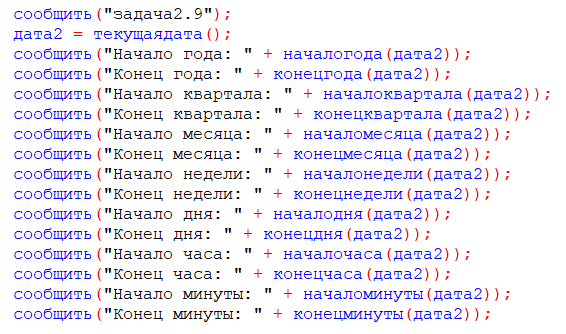 сообщить("задача2.9");
дата2 = текущаядата();
сообщить("Начало года: " + началогода(дата2));
сообщить("Конец года: " + конецгода(дата2));
сообщить("Начало квартала: " + началоквартала(дата2));
сообщить("Конец квартала: " + конецквартала(дата2));
сообщить("Начало месяца: " + началомесяца(дата2));
сообщить("Конец месяца: " + конецмесяца(дата2));
сообщить("Начало недели: " + началонедели(дата2));
сообщить("Конец недели: " + конецнедели(дата2));
сообщить("Начало дня: " + началодня(дата2));
сообщить("Конец дня: " + конецдня(дата2));
сообщить("Начало часа: " + началочаса(дата2));
сообщить("Конец часа: " + конецчаса(дата2));
сообщить("Начало минуты: " + началоминуты(дата2));
сообщить("Конец минуты: " + конецминуты(дата2));